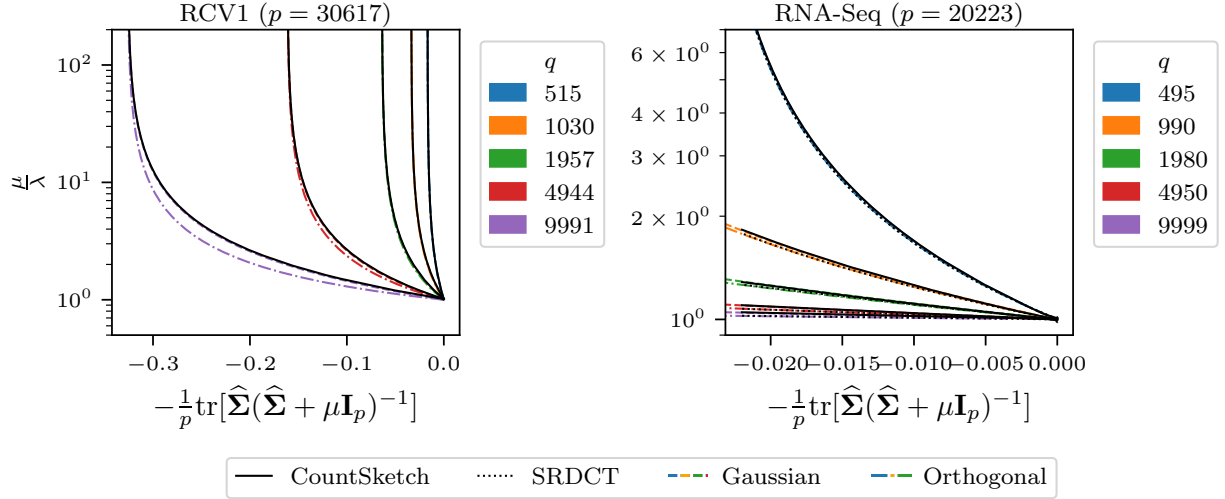 RCV1 (p = 30617)
10²
10¹
10⁰
μ/λ
−0.3 −0.2 −0.1 0.0
−1/p tr[Σ̂(Σ̂ + μI_p)⁻¹]
q
515
1030
1957
4944
9991
RNA-Seq (p = 20223)
6 × 10⁰
4 × 10⁰
3 × 10⁰
2 × 10⁰
10⁰
−0.020 −0.015 −0.010 −0.005 0.000
−1/p tr[Σ̂(Σ̂ + μI_p)⁻¹]
q
495
990
1980
4950
9999
CountSketch SRDCT Gaussian Orthogonal